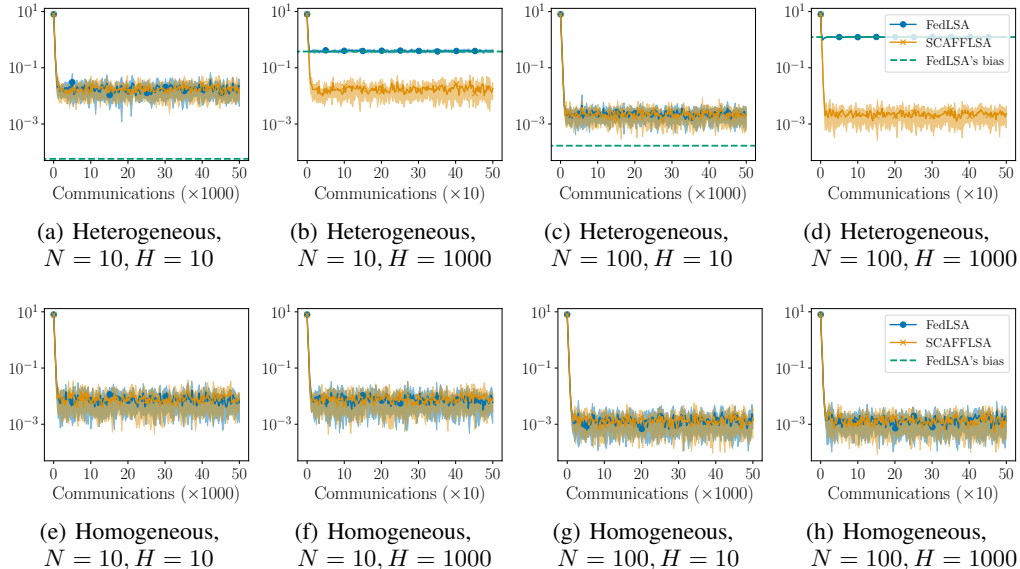 10^1
10^{-1}
10^{-3}
0 10 20 30 40 50
Communications (×1000)
(a) Heterogeneous,
N = 10, H = 10
10^1
10^{-1}
10^{-3}
0 10 20 30 40 50
Communications (×10)
(b) Heterogeneous,
N = 10, H = 1000
10^1
10^{-1}
10^{-3}
0 10 20 30 40 50
Communications (×1000)
(c) Heterogeneous,
N = 100, H = 10
10^1
10^{-1}
10^{-3}
FedLSA
SCAFFLSA
FedLSA's bias
0 10 20 30 40 50
Communications (×10)
(d) Heterogeneous,
N = 100, H = 1000
10^1
10^{-1}
10^{-3}
0 10 20 30 40 50
Communications (×1000)
(e) Homogeneous,
N = 10, H = 10
10^1
10^{-1}
10^{-3}
0 10 20 30 40 50
Communications (×10)
(f) Homogeneous,
N = 10, H = 1000
10^1
10^{-1}
10^{-3}
0 10 20 30 40 50
Communications (×1000)
(g) Homogeneous,
N = 100, H = 10
10^1
10^{-1}
10^{-3}
FedLSA
SCAFFLSA
FedLSA's bias
0 10 20 30 40 50
Communications (×10)
(h) Homogeneous,
N = 100, H = 1000